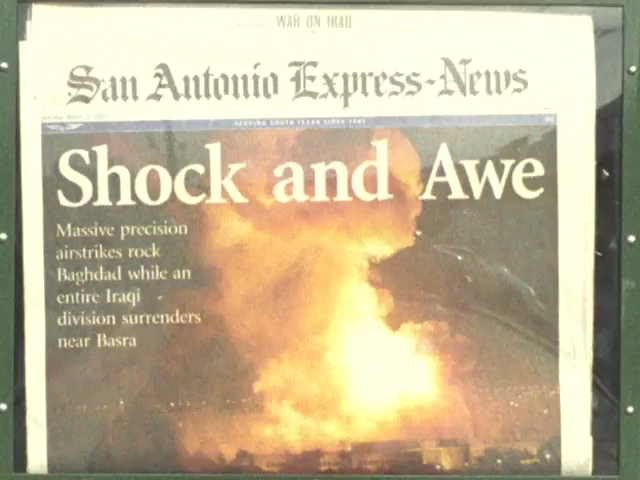 WAR ON IRAQ
San Antonio Express-News
SERVING SOUTH TEXAS SINCE 1865
Shock and Awe
Massive precision
airstrikes rock
Baghdad while an
entire Iraqi
division surrenders
near Basra